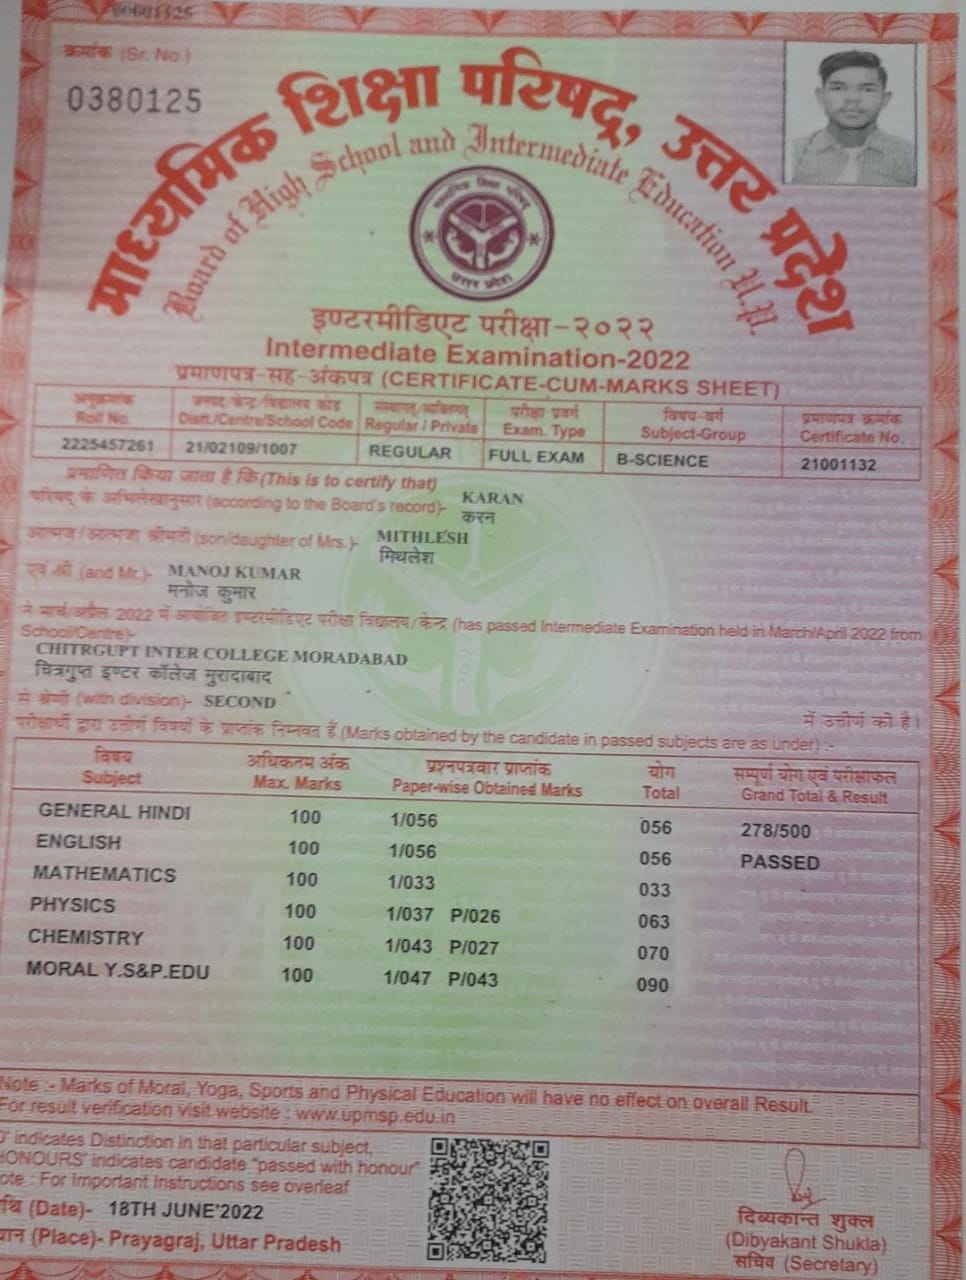 क्रमांक (Sr. No.)
0380125
माध्यमिक शिक्षा परिषद्, उत्तर प्रदेश
Board of High School and Intermediate Education U.P.
माध्यमिक शिक्षा परिषद्
उत्तर प्रदेश
इण्टरमीडिएट परीक्षा-२०२२
Intermediate Examination-2022
प्रमाणपत्र-सह-अंकपत्र (CERTIFICATE-CUM-MARKS SHEET)
अनुक्रमांक जनपद/केन्द्र/विद्यालय कोड संस्थागत/व्यक्तिगत परीक्षा प्रवर्ग विषय-वर्ग प्रमाणपत्र क्रमांक
Roll No. Distt./Centre/School Code Regular / Private Exam. Type Subject-Group Certificate No.
2225457261 21/02109/1007 REGULAR FULL EXAM B-SCIENCE 21001132
प्रमाणित किया जाता है कि(This is to certify that)
परिषद् के अभिलेखानुसार (according to the Board's record)- KARAN
करन
आत्मज/आत्मजा श्रीमती (son/daughter of Mrs.)- MITHLESH
मिथलेश
एवं श्री (and Mr.)- MANOJ KUMAR
मनोज कुमार
ने मार्च/अप्रैल 2022 में आयोजित इण्टरमीडिएट परीक्षा विद्यालय/केन्द्र (has passed Intermediate Examination held in March/April 2022 from
School/Centre)-
CHITRGUPT INTER COLLEGE MORADABAD
चित्रगुप्त इण्टर कॉलेज मुरादाबाद
से श्रेणी (with division)- SECOND में उत्तीर्ण की है।
परीक्षार्थी द्वारा उत्तीर्ण विषयों के प्राप्तांक निम्नवत हैं (Marks obtained by the candidate in passed subjects are as under) :-
विषय अधिकतम अंक प्रश्नपत्रवार प्राप्तांक योग सम्पूर्ण योग एवं परीक्षाफल
Subject Max. Marks Paper-wise Obtained Marks Total Grand Total & Result
GENERAL HINDI 100 1/056 056 278/500
ENGLISH 100 1/056 056 PASSED
MATHEMATICS 100 1/033 033
PHYSICS 100 1/037 P/026 063
CHEMISTRY 100 1/043 P/027 070
MORAL Y.S&P.EDU 100 1/047 P/043 090
Note :- Marks of Moral, Yoga, Sports and Physical Education will have no effect on overall Result.
For result verification visit website : www.upmsp.edu.in
D' indicates Distinction in that particular subject,
HONOURS' indicates candidate "passed with honour"
ote : For Important Instructions see overleaf
थि (Date)- 18TH JUNE'2022
ान (Place)- Prayagraj, Uttar Pradesh
दिव्यकान्त शुक्ल
(Dibyakant Shukla)
सचिव (Secretary)